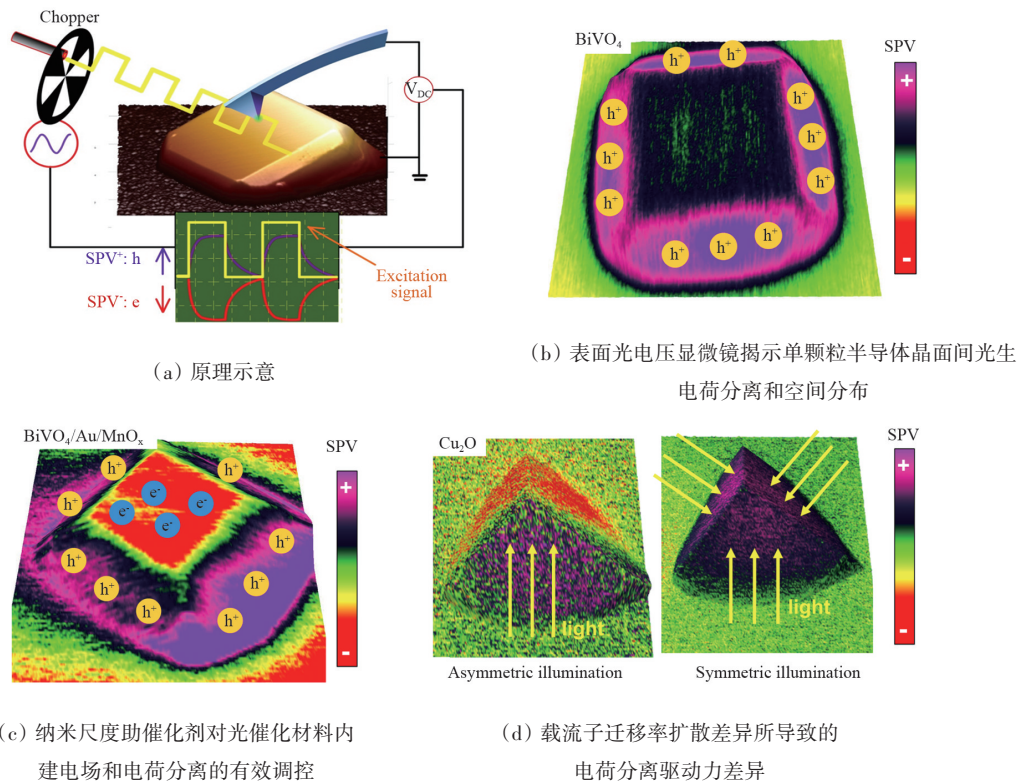 Chopper
V_DC
SPV⁺: h
SPV⁻: e
Excitation
signal
(a)原理示意
BiVO₄
SPV
+
-
h⁺
h⁺
h⁺
h⁺
h⁺
h⁺
h⁺
h⁺
h⁺
h⁺
h⁺
(b)表面光电压显微镜揭示单颗粒半导体晶面间光生
电荷分离和空间分布
BiVO₄/Au/MnOₓ
SPV
+
-
h⁺
h⁺
h⁺
e⁻
e⁻
e⁻
e⁻
h⁺
h⁺
h⁺
h⁺
h⁺
h⁺
(c)纳米尺度助催化剂对光催化材料内
建电场和电荷分离的有效调控
Cu₂O
SPV
+
-
light
light
Asymmetric illumination
Symmetric illumination
(d)载流子迁移率扩散差异所导致的
电荷分离驱动力差异